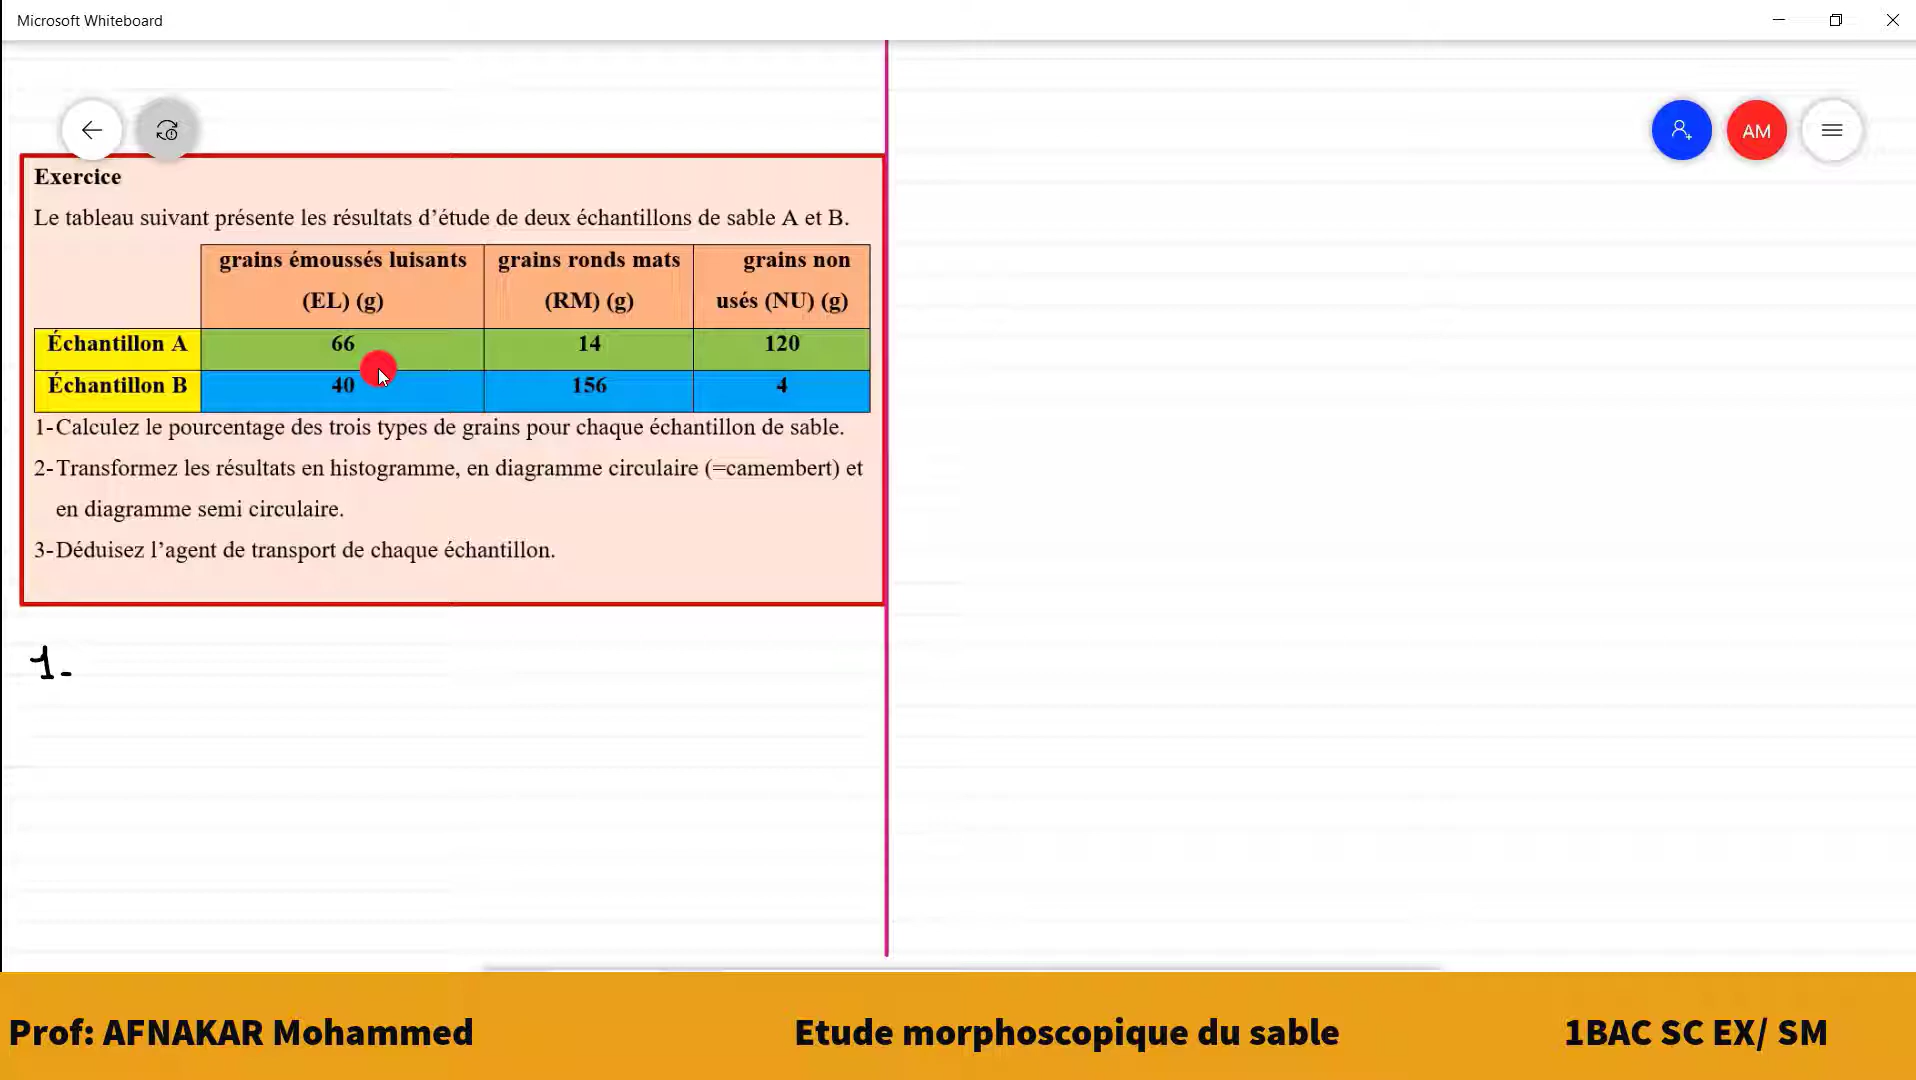 Microsoft Whiteboard
AM
Exercice
Le tableau suivant présente les résultats d’étude de deux échantillons de sable A et B.
grains émoussés luisants (EL) (g)
grains ronds mats (RM) (g)
grains non usés (NU) (g)
Échantillon A 66 14 120
Échantillon B 40 156 4
1-Calculez le pourcentage des trois types de grains pour chaque échantillon de sable.
2-Transformez les résultats en histogramme, en diagramme circulaire (=camembert) et
en diagramme semi circulaire.
3-Déduisez l’agent de transport de chaque échantillon.
1-
Prof: AFNAKAR Mohammed Etude morphoscopique du sable 1BAC SC EX/ SM